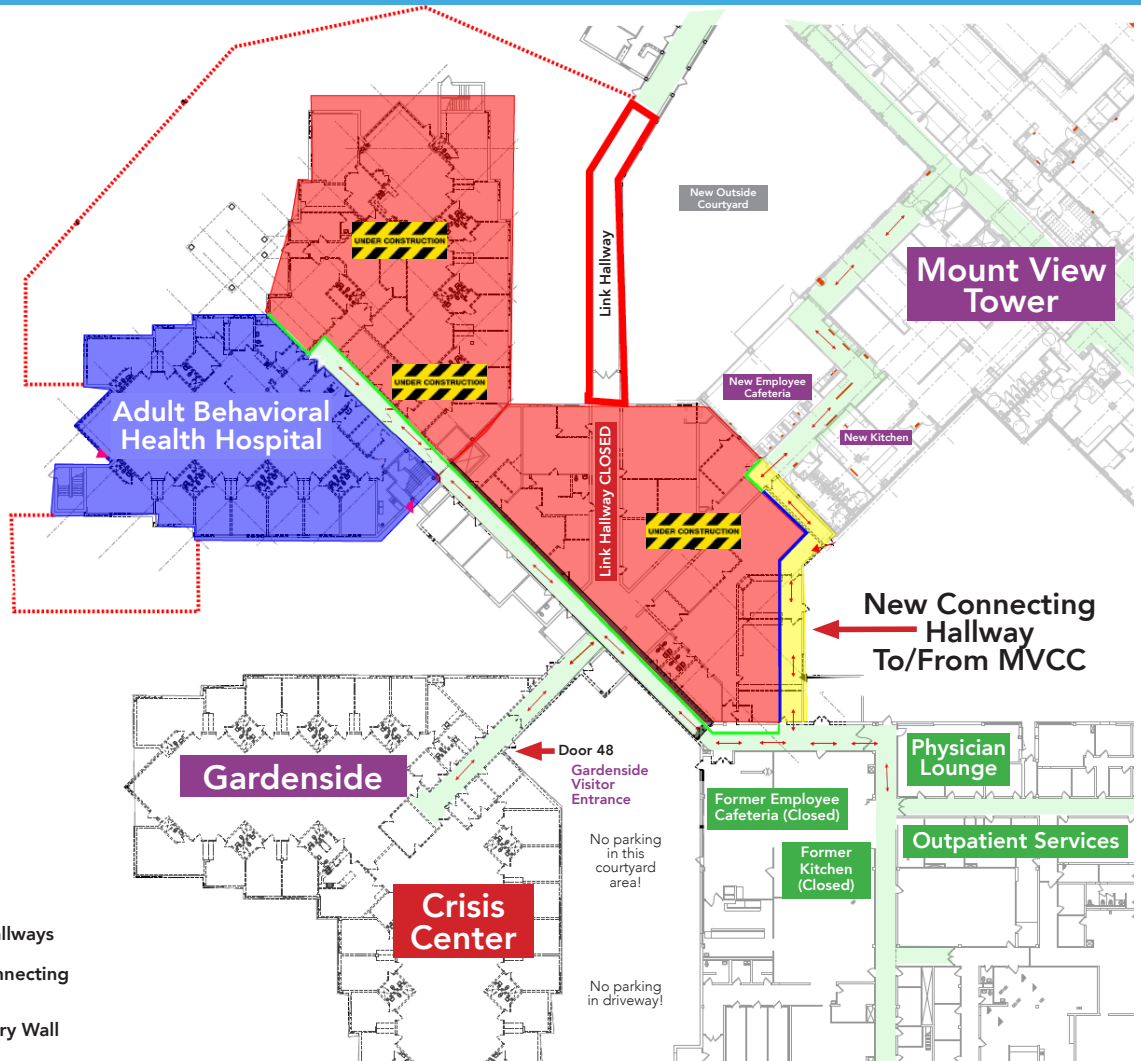 New Outside
Courtyard
UNDER CONSTRUCTION
Link Hallway
Mount View
Tower
UNDER CONSTRUCTION
New Employee
Cafeteria
Adult Behavioral
Health Hospital
New Kitchen
Link Hallway CLOSED
UNDER CONSTRUCTION
New Connecting
Hallway
To/From MVCC
Door 48
Gardenside
Visitor
Entrance
Gardenside
Physician
Lounge
Former Employee
Cafeteria (Closed)
No parking
in this
courtyard
area!
Outpatient Services
Former
Kitchen
(Closed)
Crisis
Center
No parking
in driveway!
allways
nnecting
ry Wall